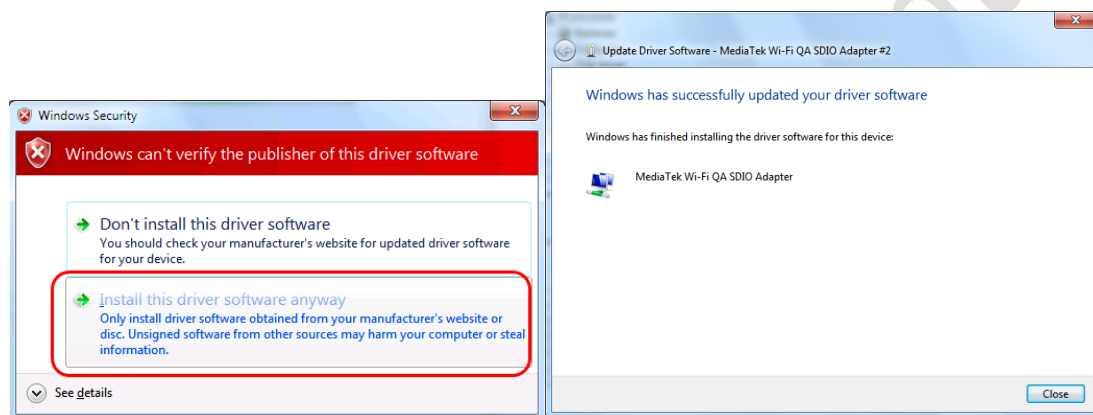 Windows Security
Windows can't verify the publisher of this driver software
Don't install this driver software
You should check your manufacturer's website for updated driver software
for your device.
Install this driver software anyway
Only install driver software obtained from your manufacturer's website or
disc. Unsigned software from other sources may harm your computer or steal
information.
See details
Update Driver Software - MediaTek Wi-Fi QA SDIO Adapter #2
Windows has successfully updated your driver software
Windows has finished installing the driver software for this device:
MediaTek Wi-Fi QA SDIO Adapter
Close